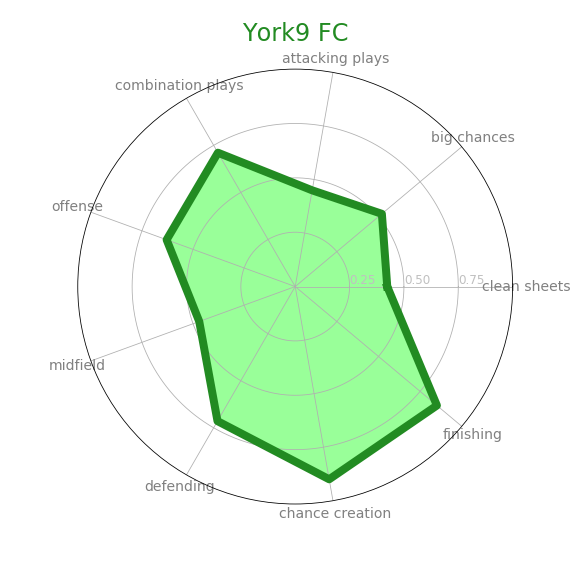 York9 FC
attacking plays
combination plays
big chances
offense
0.25 0.50 0.75
clean sheets
midfield
finishing
defending
chance creation